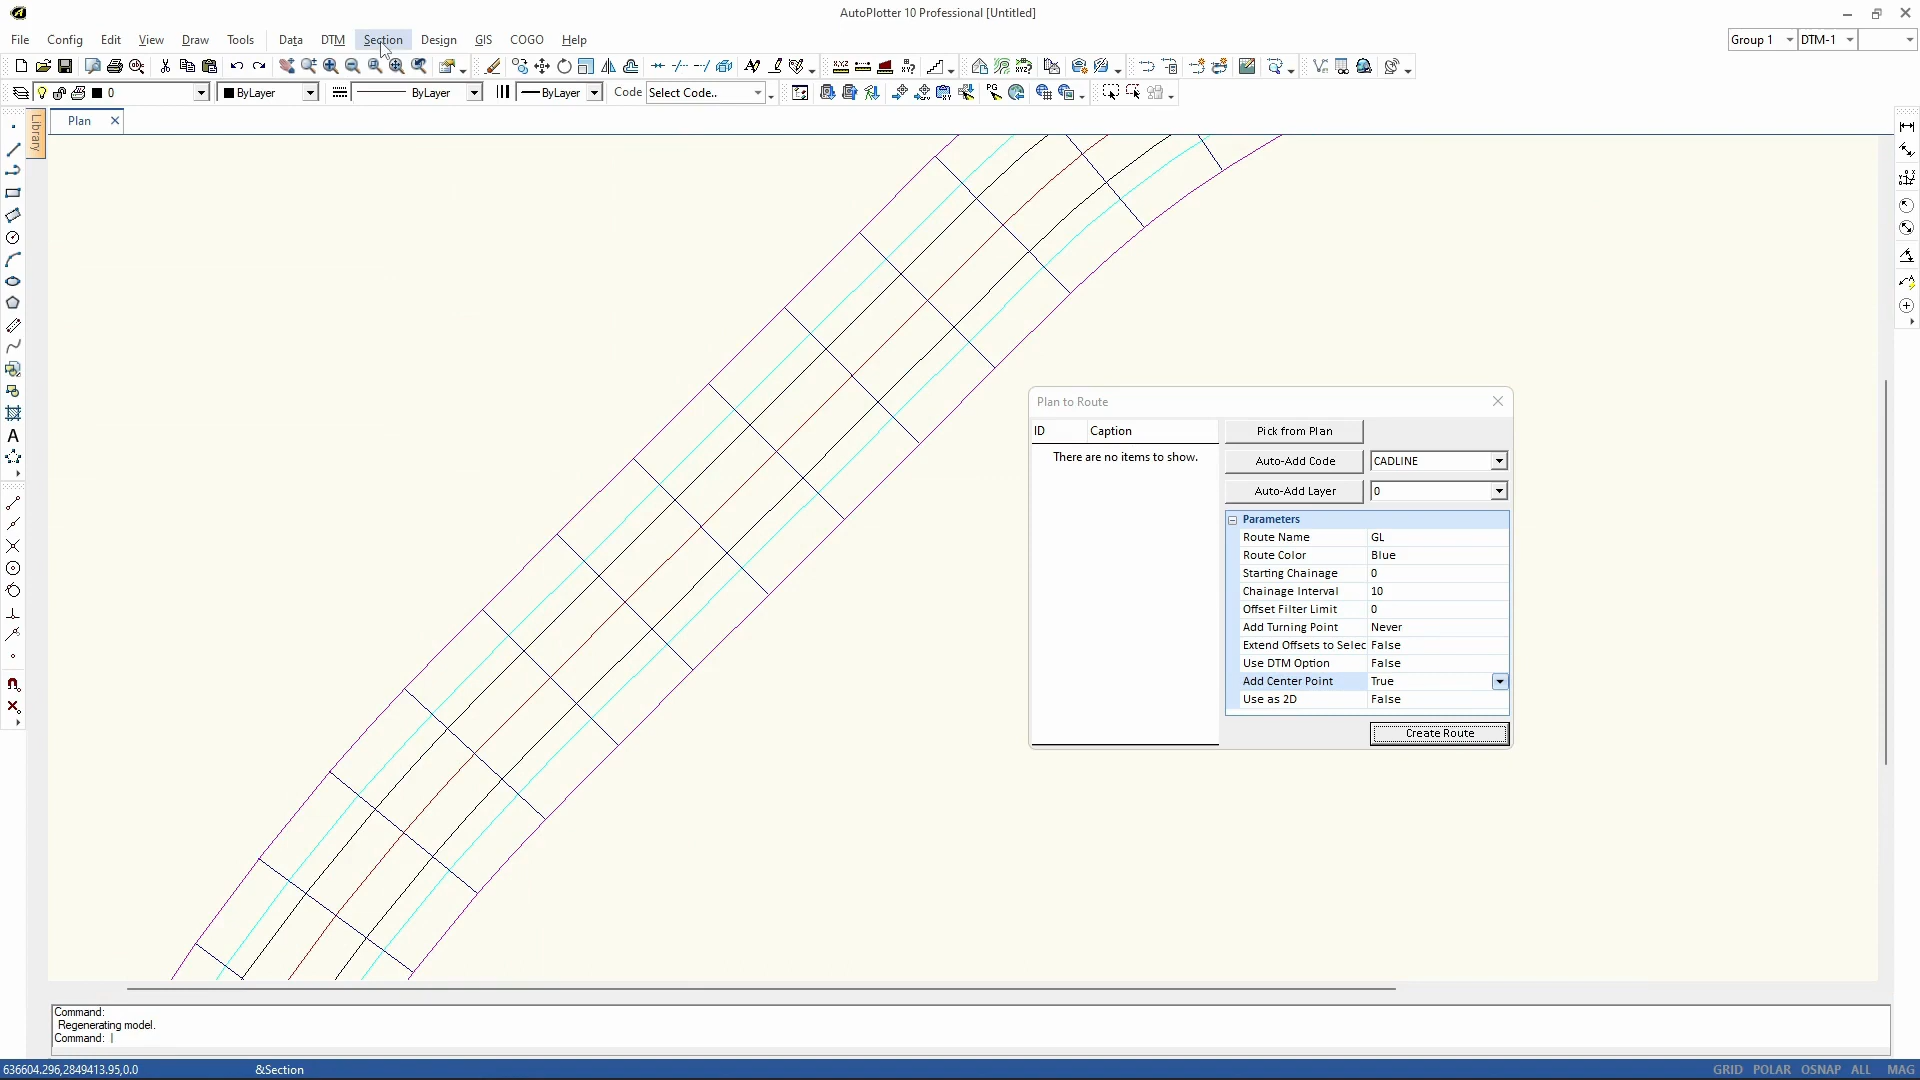 AutoPlotter 10 Professional [Untitled]
File Config Edit View Draw Tools Data DTM Section Design GIS COGO Help
Group 1 DTM-1
0 ByLayer ByLayer ByLayer Code Select Code..
Library
Plan
Plan to Route
ID Caption
There are no items to show.
Pick from Plan
Auto-Add Code CADLINE
Auto-Add Layer 0
Parameters
Route Name GL
Route Color Blue
Starting Chainage 0
Chainage Interval 10
Offset Filter Limit 0
Add Turning Point Never
Extend Offsets to Selec False
Use DTM Option False
Add Center Point True
Use as 2D False
Create Route
Command:
Regenerating model.
Command:
636604.296,2849413.95,0.0 &Section GRID POLAR OSNAP ALL MAG